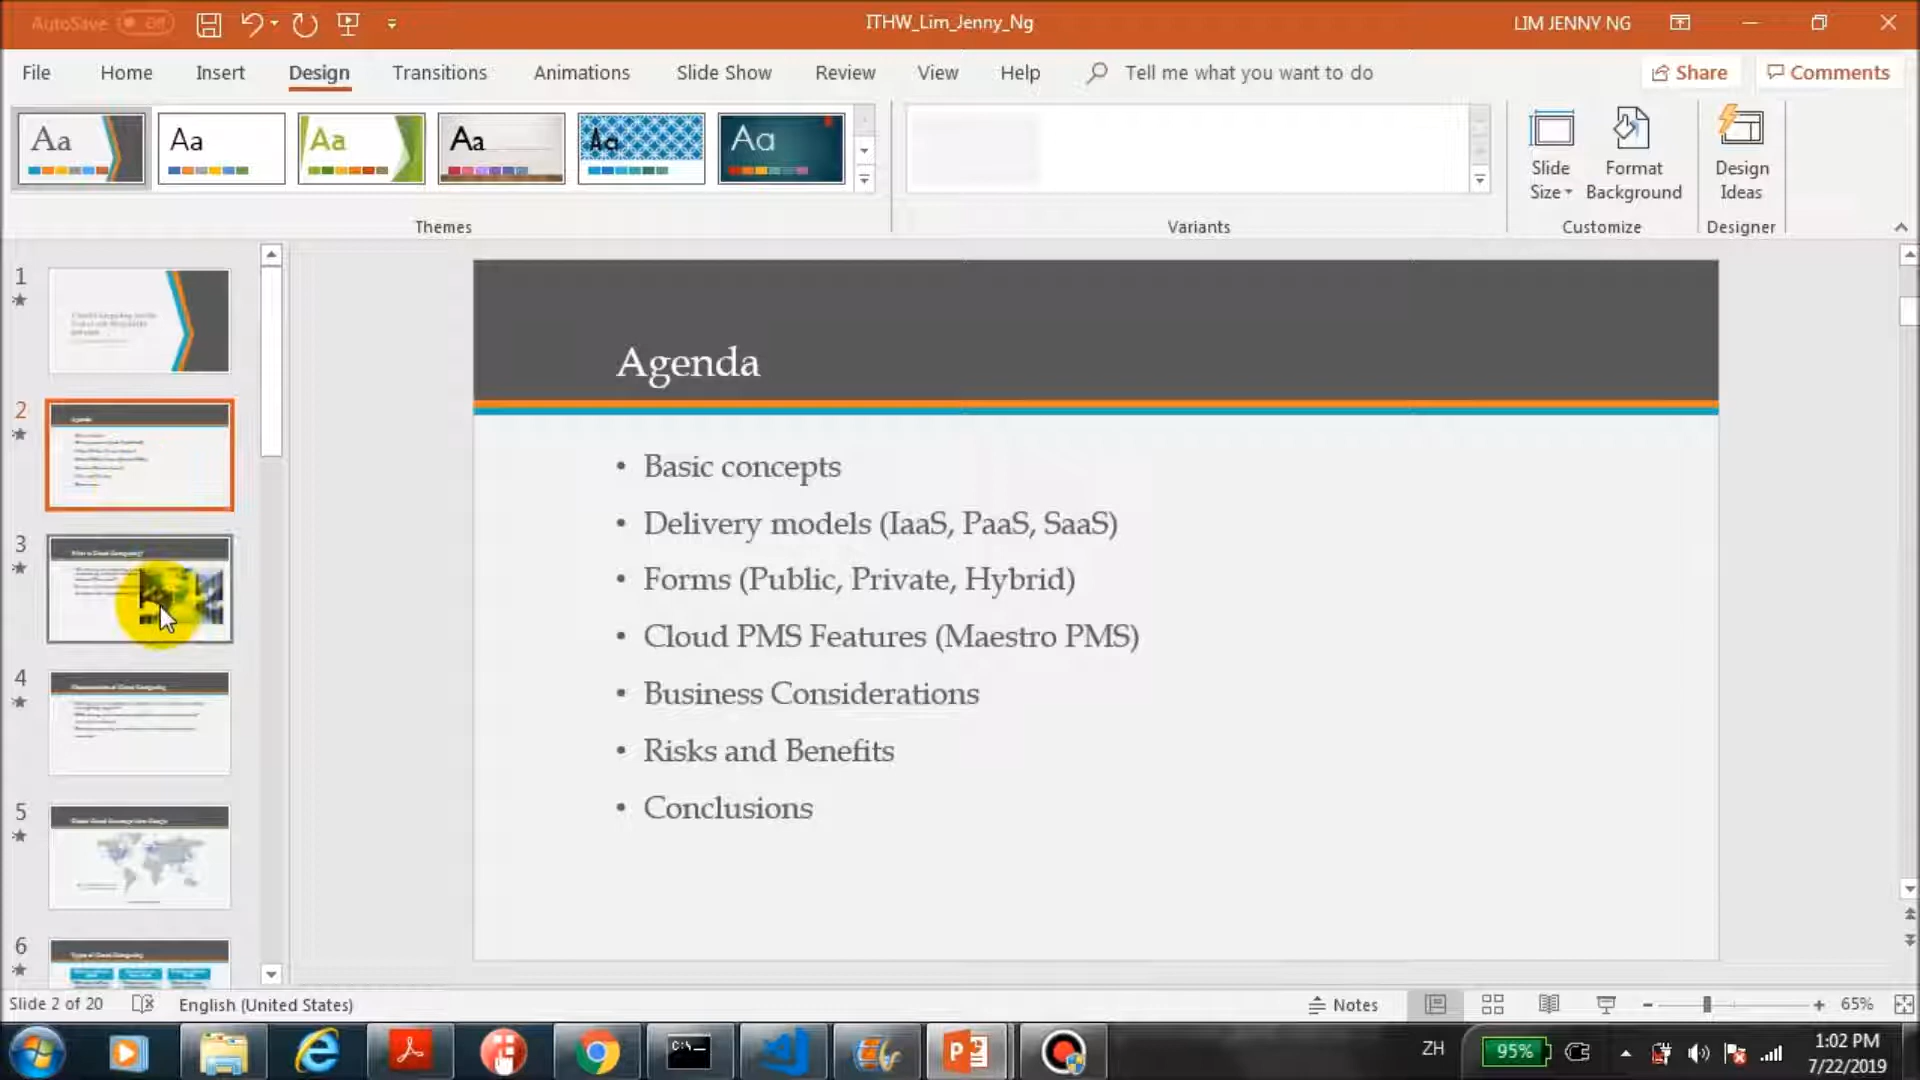 AutoSave Off
ITHW_Lim_Jenny_Ng
LIM JENNY NG
File Home Insert Design Transitions Animations Slide Show Review View Help Tell me what you want to do Share Comments
Aa Aa Aa Aa Aa Aa
Slide Size
Format Background
Design Ideas
Themes Variants Customize Designer
1
2
3
4
5
6
Agenda
• Basic concepts
• Delivery models (IaaS, PaaS, SaaS)
• Forms (Public, Private, Hybrid)
• Cloud PMS Features (Maestro PMS)
• Business Considerations
• Risks and Benefits
• Conclusions
Slide 2 of 20 English (United States) Notes 65%
ZH 95% 1:02 PM
7/22/2019